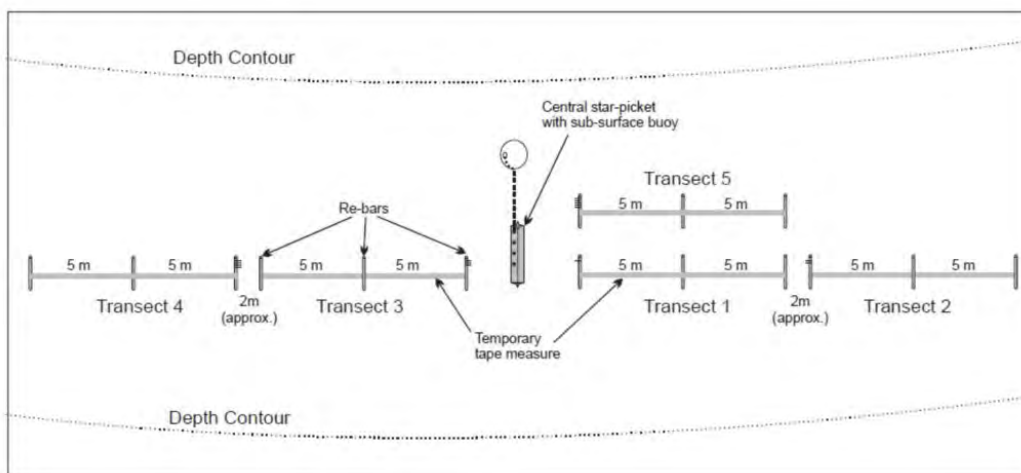 Depth Contour
Central star-picket
with sub-surface buoy
Transect 5
5 m 5 m
Re-bars
5 m 5 m 5 m 5 m 5 m 5 m 5 m 5 m
Transect 4 2m Transect 3 Transect 1 2m Transect 2
(approx.) (approx.)
Temporary
tape measure
Depth Contour